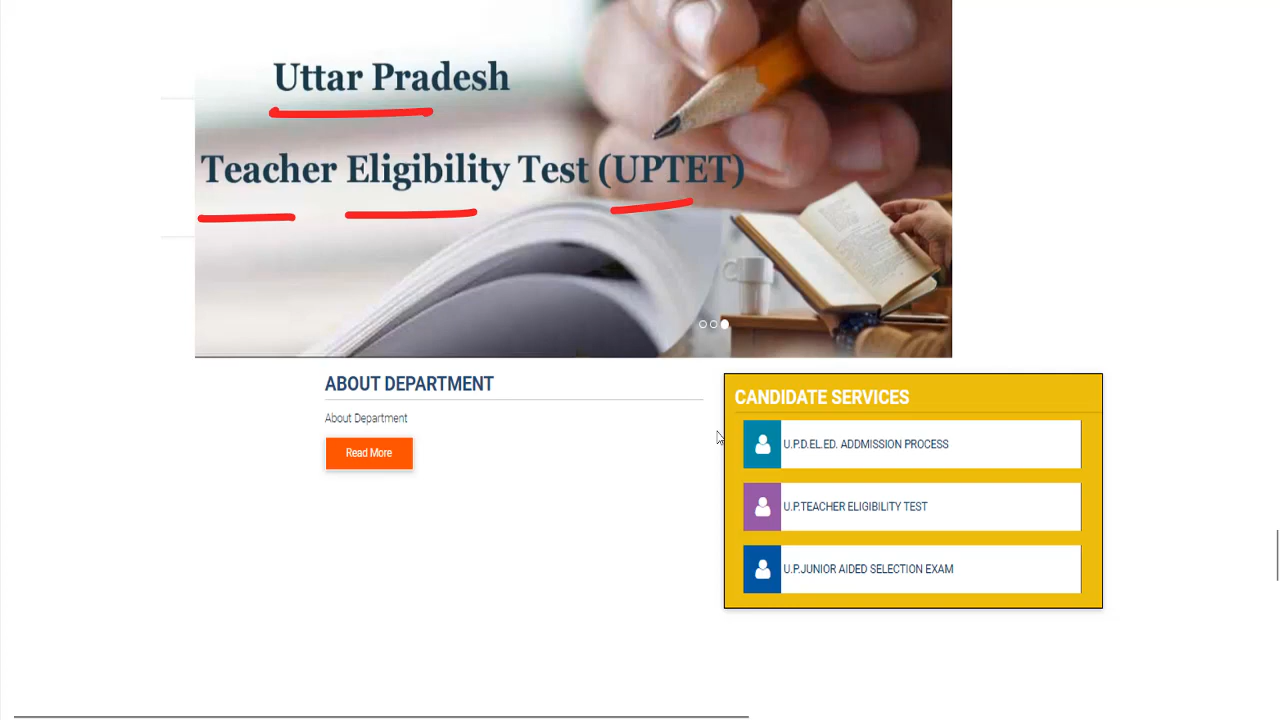 Uttar Pradesh
Teacher Eligibility Test (UPTET)
ABOUT DEPARTMENT
About Department
Read More
CANDIDATE SERVICES
U.P.D.EL.ED. ADDMISSION PROCESS
U.P.TEACHER ELIGIBILITY TEST
U.P.JUNIOR AIDED SELECTION EXAM